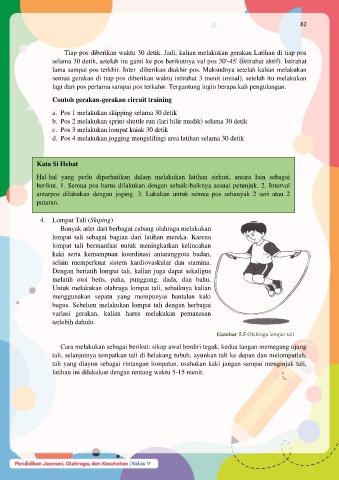 82
Tiap pos diberikan waktu 30 detik. Jadi, kalian melakukan gerakan Latihan di tiap pos
selama 30 detik, setelah itu ganti ke pos berikutnya val pos 30'-45' (istirahat aktif). Istirahat
lama sampai pos terkhir. Inter diberikan diakhir pos. Maksudnya setelah kalian melakukan
semua gerakan di tiap pos diberikan waktu istirahat 3 menit (misal), setelah itu melakukan
lagi dari pos pertama sampai pos terkahir. Tergantung ingin berapa kali pengulangan.
Contoh gerakan-gerakan circuit training
a. Pos 1 melakukan skipping selama 30 detik
b. Pos 2 melakukan sprint shuttle run (lari hilir mudik) selama 30 detik
c. Pos 3 melakukan lompat katak 30 detik
d. Pos 4 melakukan jogging mengelilingi area latihan selama 30 detik
Kata Si Hebat
Hal-hal yang perlu diperhatikan dalam melakukan latihan sirkuit, antara lain sebagai
berikut. 1. Semua pos harus dilakukan dengan sebaik-baiknya sesuai petunjuk. 2. Interval
antarpos dilakukan dengan joging. 3. Lakukan untuk semua pos sebanyak 2 seri atau 2
putaran.
4. Lompat Tali (Skiping)
Banyak atlet dari berbagai cabang olahraga melakukan
lompat tali sebagai bagian dari latihan mereka. Karena
lompat tali bermanfaat untuk meningkatkan kelincahan
kaki serta kemampuan koordinasi antaranggota badan,
selain memperkuat sistem kardiovaskular dan stamina.
Dengan berlatih lompat tali, kalian juga dapat sekaligus
melatih otot betis, paha, punggung, dada, dan bahu.
Untuk melakukan olahraga lompat tali, sebaiknya kalian
menggunakan sepatu yang mempunyai bantalan kaki
bagus. Sebelum melakukan lompat tali dengan berbagai
variasi gerakan, kalian harus melakukan pemanasan
terlebih dahulu.
Gambar 5.5 Olahraga lompat tali
Cara melakukan sebagai berikut: sikap awal berdiri tegak, kedua tangan memegang ujung
tali, selanjutnya tempatkan tali di belakang tubuh, ayunkan tali ke depan dan melompatlah,
tali yang diayun sebagai rintangan lompatan, usahakan kaki jangan sampai menginjak tali,
latihan ini dilakukan dengan rentang waktu 5-15 menit.
Pendidikan Jasmani, Olahraga, dan Kesehatan | Kelas V